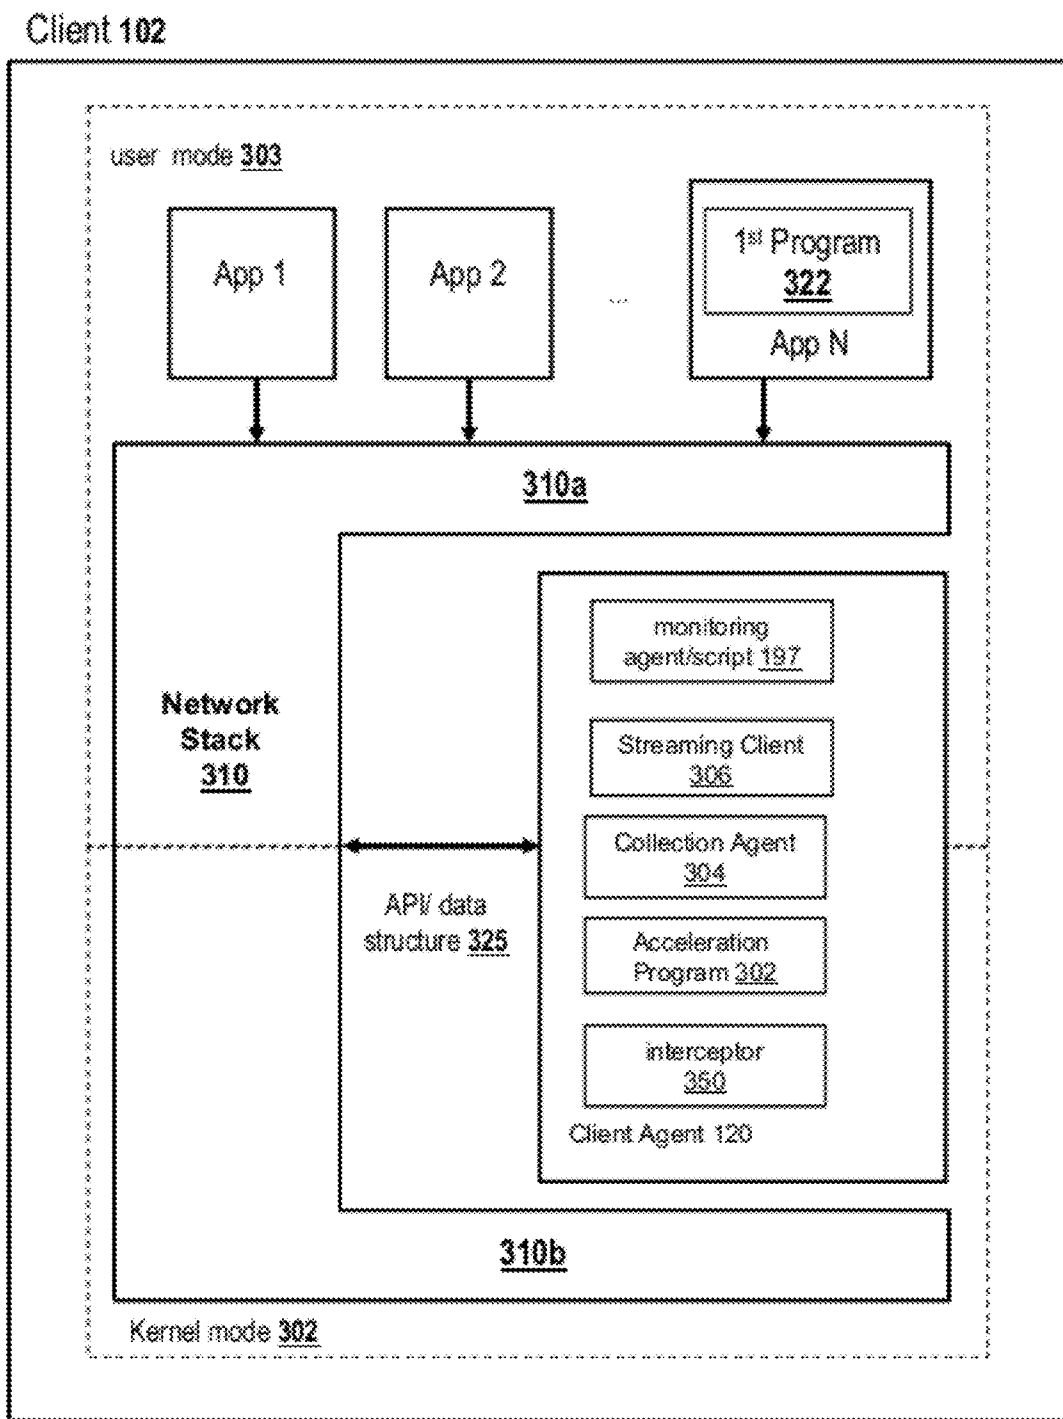 Client 102
user mode 303
App 1
App 2
...
1st Program
322
App N
310a
monitoring
agent/script 197
Network
Stack
310
Streaming Client
306
Collection Agent
304
API/ data
structure 325
Acceleration
Program 302
interceptor
350
Client Agent 120
310b
Kernel mode 302